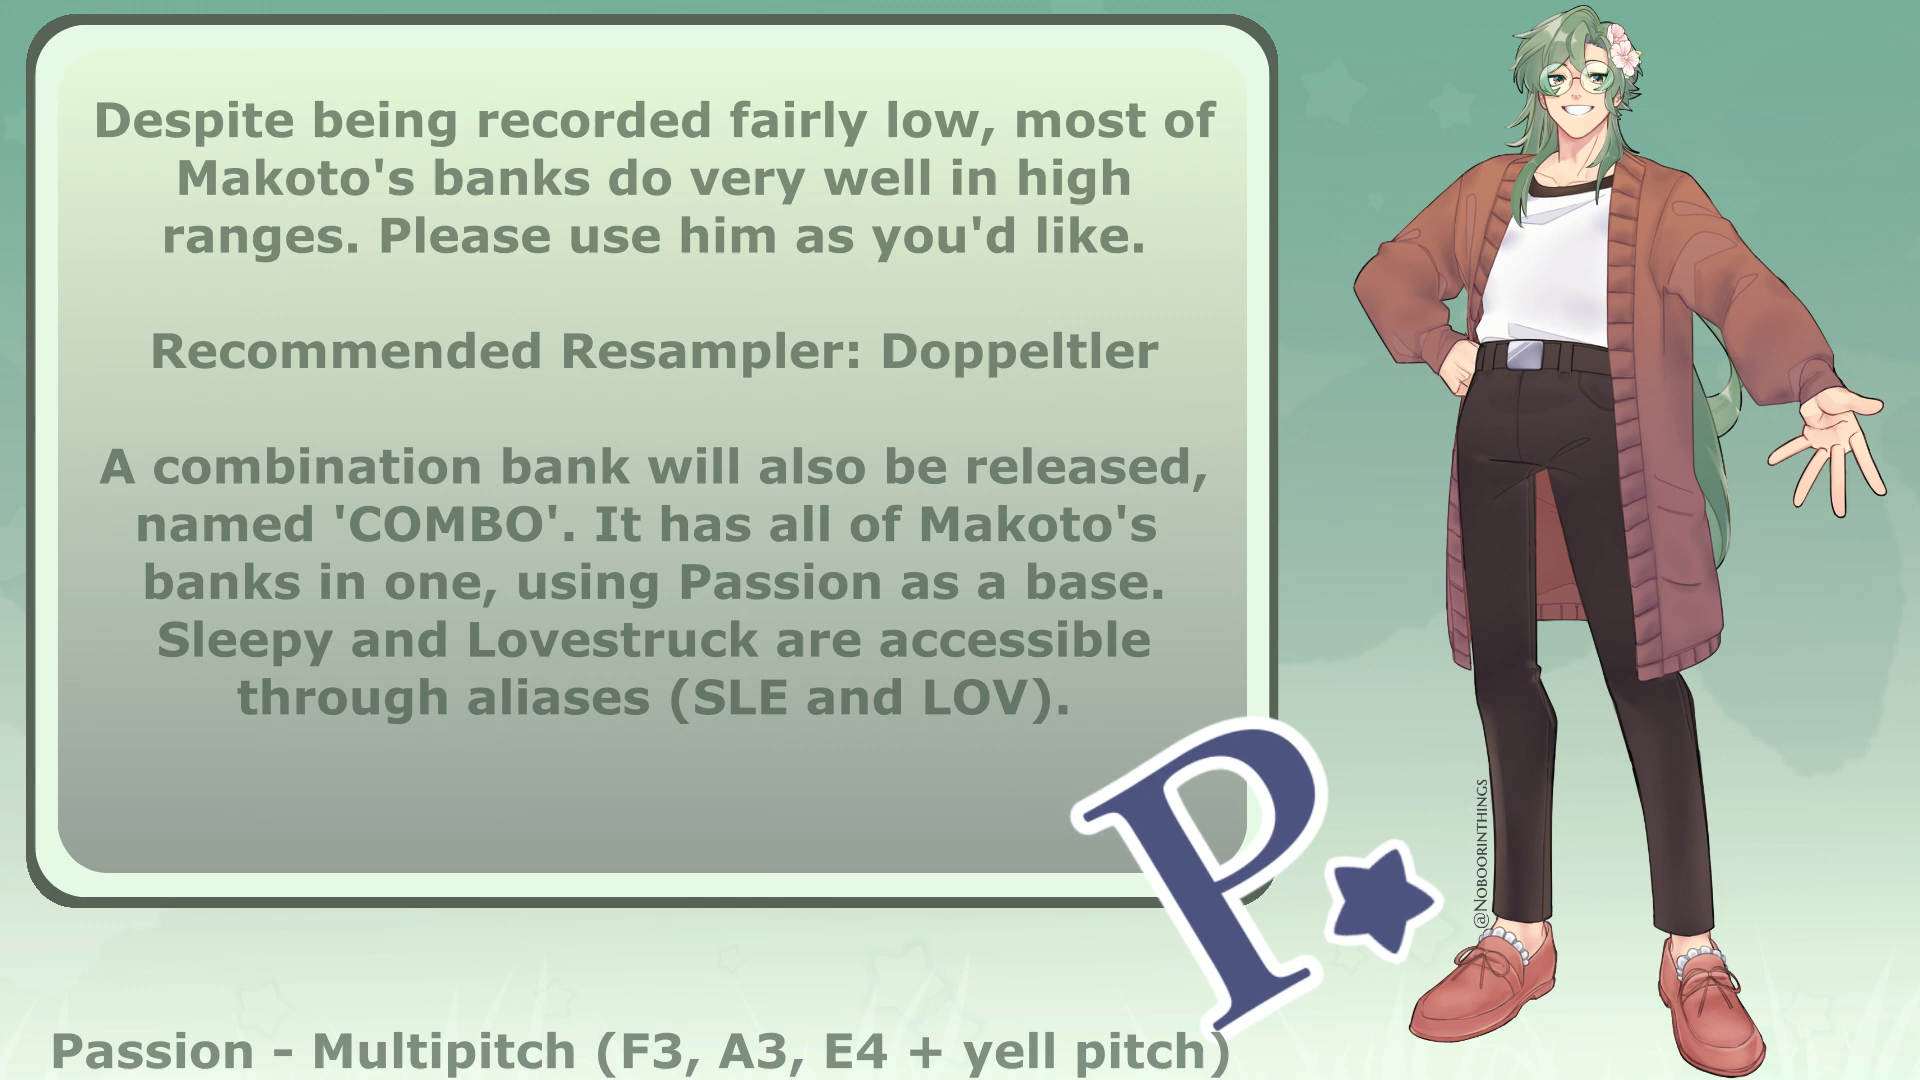 Despite being recorded fairly low, most of
Makoto's banks do very well in high
ranges. Please use him as you'd like.
Recommended Resampler: Doppeltler
A combination bank will also be released,
named 'COMBO'. It has all of Makoto's
banks in one, using Passion as a base.
Sleepy and Lovestruck are accessible
through aliases (SLE and LOV).
P
@Noboorinthings
Passion - Multipitch (F3, A3, E4 + yell pitch)